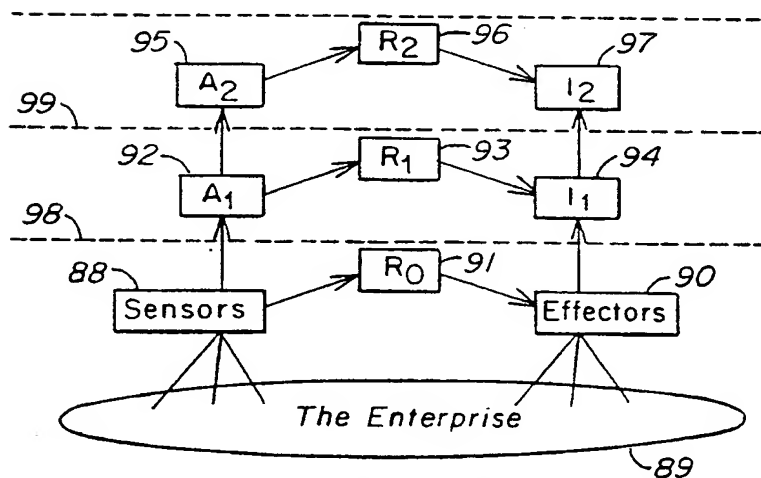 95
96
97
R2
A2
I2
99
92
93
94
R1
A1
I1
98
88
91
90
R0
Sensors
Effectors
The Enterprise
89